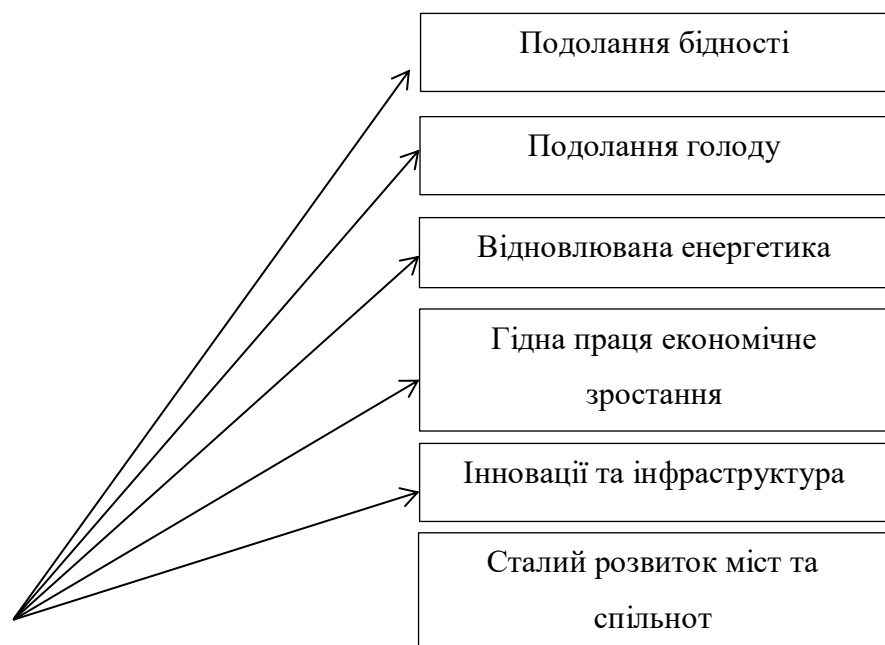 Подолання бідності
Подолання голоду
Відновлювана енергетика
Гідна праця економічне
зростання
Інновації та інфраструктура
Сталий розвиток міст та
спільнот